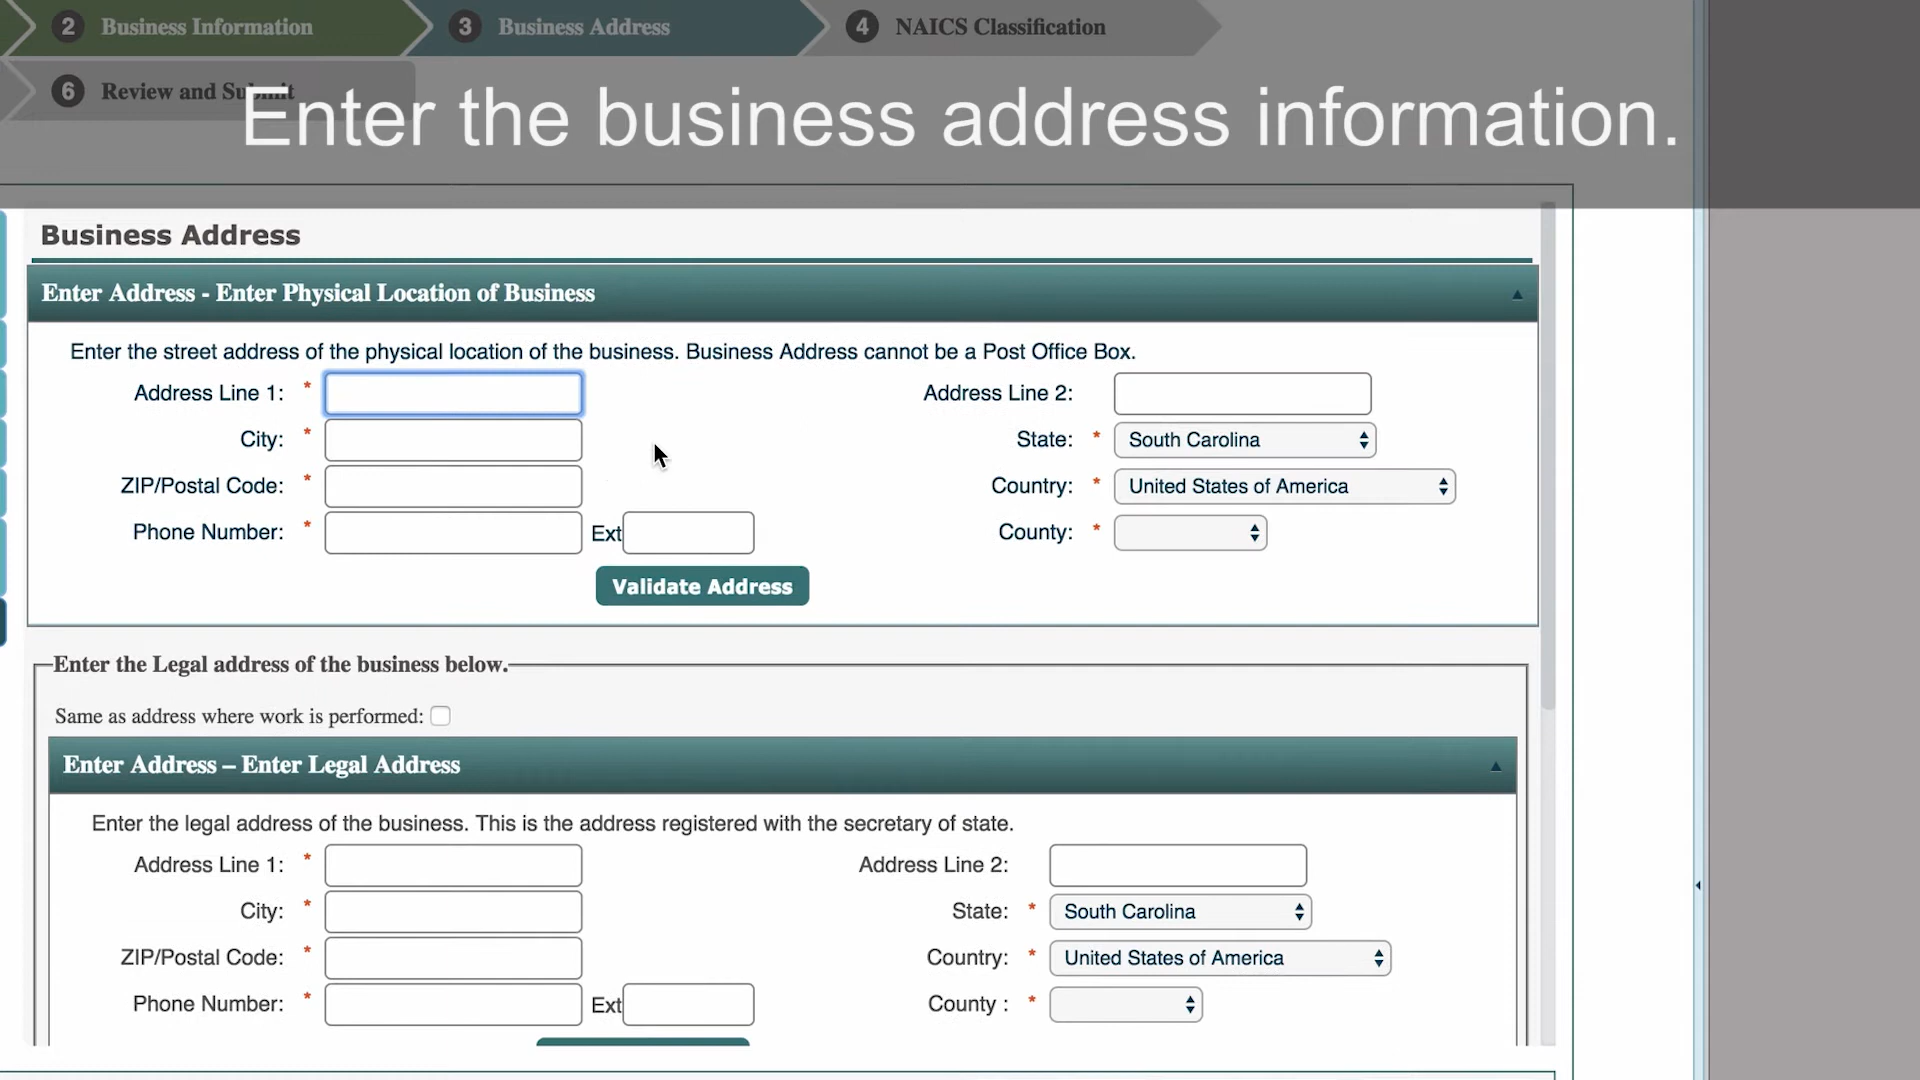 2 Business Information
3 Business Address
4 NAICS Classification
6 Review and Submit
Enter the business address information.
Business Address
Enter Address - Enter Physical Location of Business
Enter the street address of the physical location of the business. Business Address cannot be a Post Office Box.
Address Line 1: *
Address Line 2:
City: *
State: * South Carolina
ZIP/Postal Code: *
Country: * United States of America
Phone Number: * Ext
County: *
Validate Address
Enter the Legal address of the business below.
Same as address where work is performed:
Enter Address – Enter Legal Address
Enter the legal address of the business. This is the address registered with the secretary of state.
Address Line 1: *
Address Line 2:
City: *
State: * South Carolina
ZIP/Postal Code: *
Country: * United States of America
Phone Number: * Ext
County : *